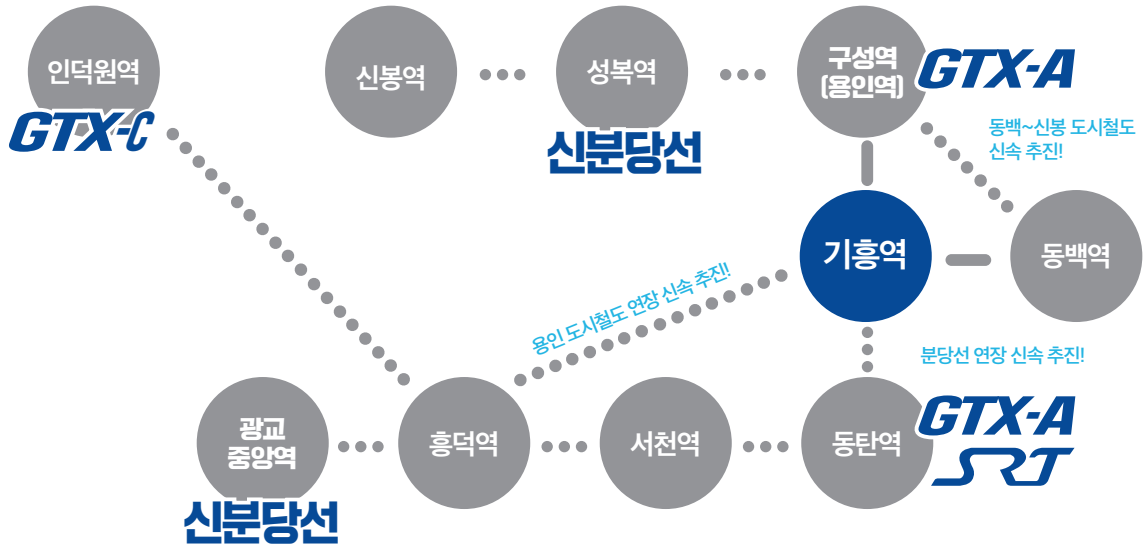 인덕원역
GTX-C
신봉역
성복역
신분당선
구성역
(용인역)
GTX-A
동백~신봉 도시철도
신속 추진!
기흥역
동백역
용인 도시철도 연장 신속 추진!
분당선 연장 신속 추진!
광교
중앙역
신분당선
흥덕역
서천역
동탄역
GTX-A
SRT